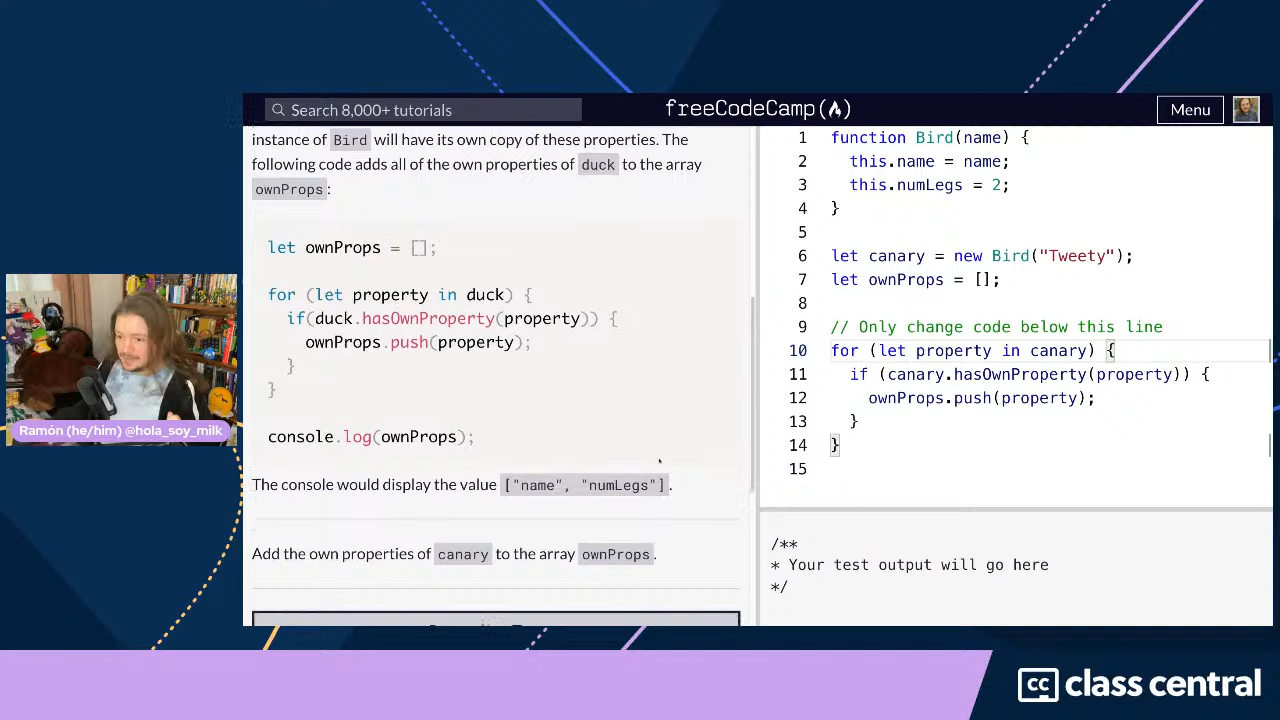 Search 8,000+ tutorials
freeCodeCamp
Menu
instance of Bird will have its own copy of these properties. The
following code adds all of the own properties of duck to the array
ownProps:
let ownProps = [];
for (let property in duck) {
if(duck.hasOwnProperty(property)) {
ownProps.push(property);
}
}
console.log(ownProps);
The console would display the value ["name", "numLegs"].
Add the own properties of canary to the array ownProps.
1 function Bird(name) {
2 this.name = name;
3 this.numLegs = 2;
4 }
5
6 let canary = new Bird("Tweety");
7 let ownProps = [];
8
9 // Only change code below this line
10 for (let property in canary) {
11 if (canary.hasOwnProperty(property)) {
12 ownProps.push(property);
13 }
14 }
15
/**
* Your test output will go here
*/
Ramón (he/him) @hola_soy_milk
cc class central